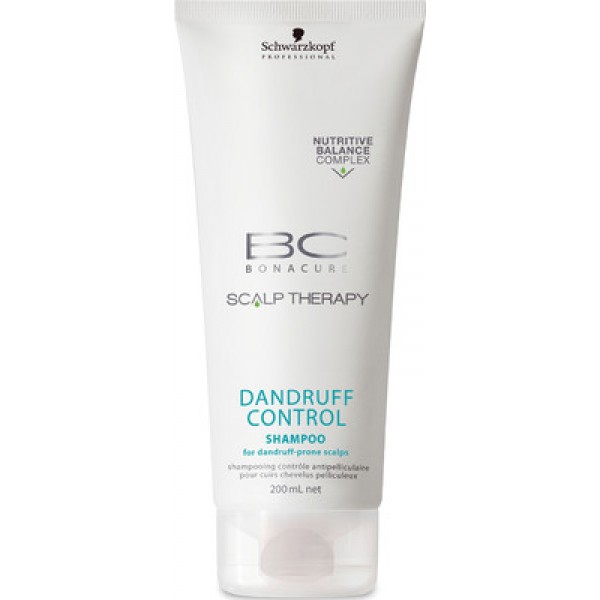 Schwarzkopf
PROFESSIONAL
NUTRITIVE
BALANCE
COMPLEX
BC
BONACURE
SCALP THERAPY
DANDRUFF
CONTROL
SHAMPOO
for dandruff-prone scalps
shampooing contrôle antipelliculaire
pour cuirs chevelus pelliculeux
200 mL net